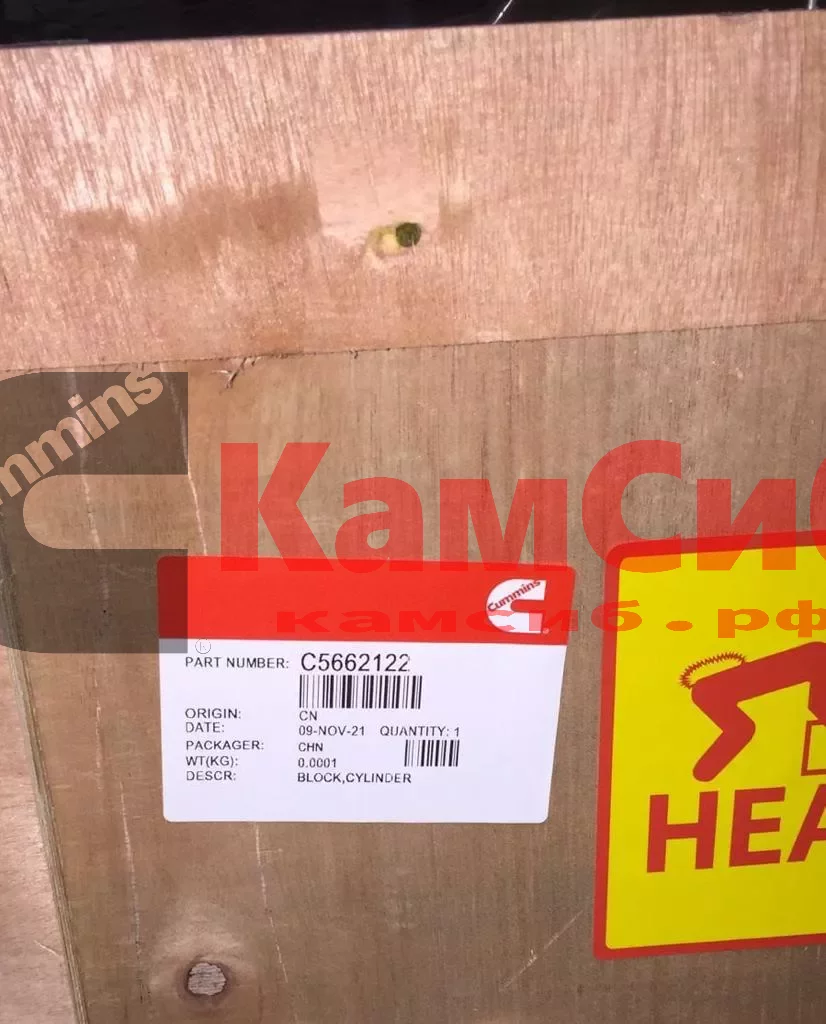 Cummins
КамСиб
Cummins
камсиб.рф
PART NUMBER: C5662122
ORIGIN: CN
DATE: 09-NOV-21 QUANTITY: 1
PACKAGER: CHN
WT(KG): 0.0001
DESCR: BLOCK,CYLINDER
HEA